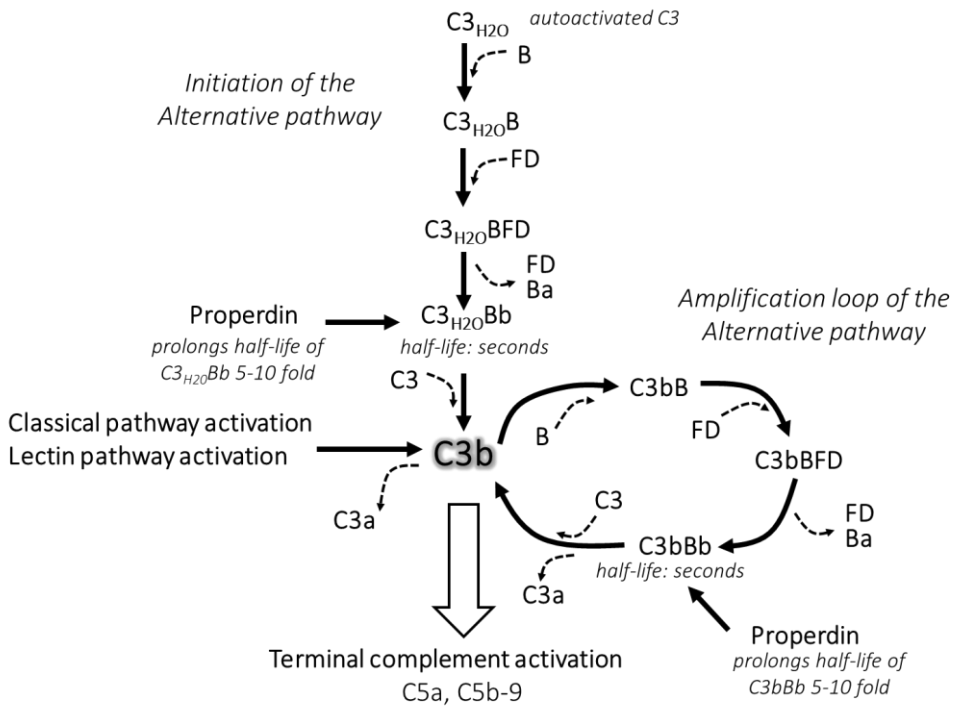 C3H2O autoactivated C3
B
Initiation of the
Alternative pathway
C3H2OB
FD
C3H2OBFD
FD
Ba
Properdin
prolongs half-life of
C3H2OBb 5-10 fold
C3H2OBb
half-life: seconds
C3
Amplification loop of the
Alternative pathway
Classical pathway activation
Lectin pathway activation
C3b
C3a
B
C3bB
FD
C3bBFD
FD
Ba
C3
C3bBb
half-life: seconds
C3a
Properdin
prolongs half-life of
C3bBb 5-10 fold
Terminal complement activation
C5a, C5b-9